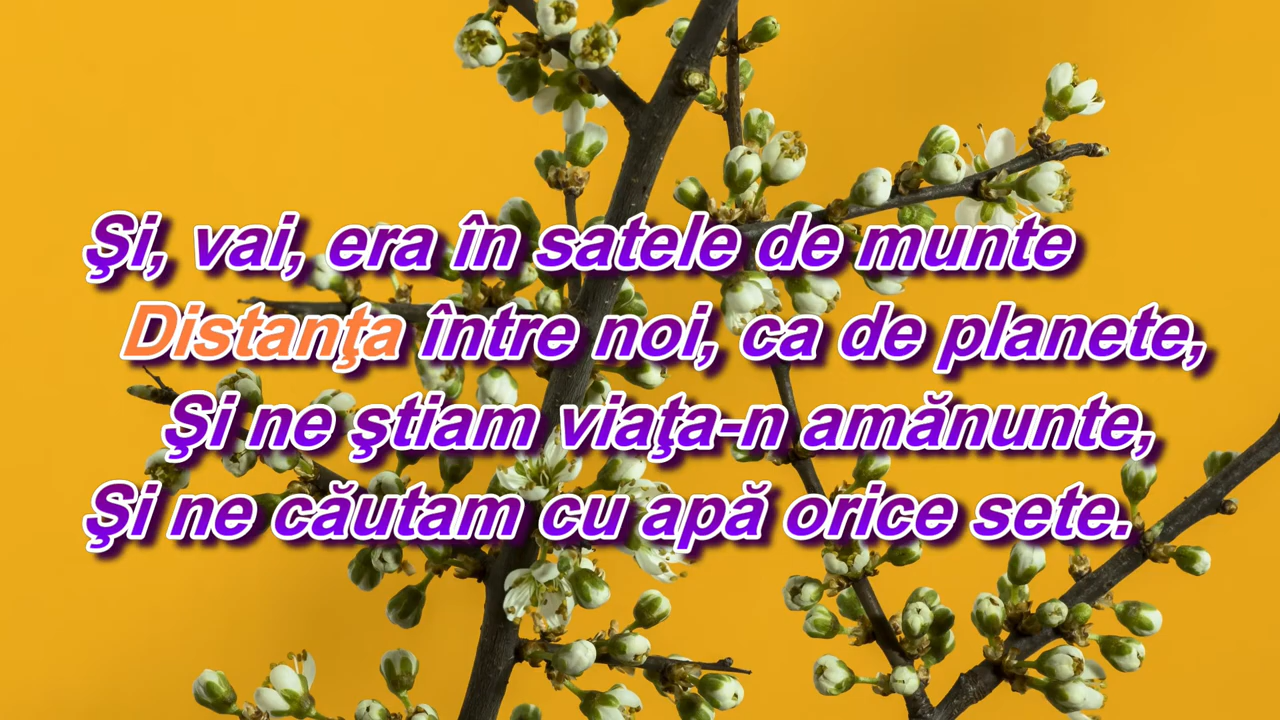 Şi, vai, era în satele de munte
Distanţa între noi, ca de planete,
Şi ne ştiam viaţa-n amănunte,
Şi ne căutam cu apă orice sete.